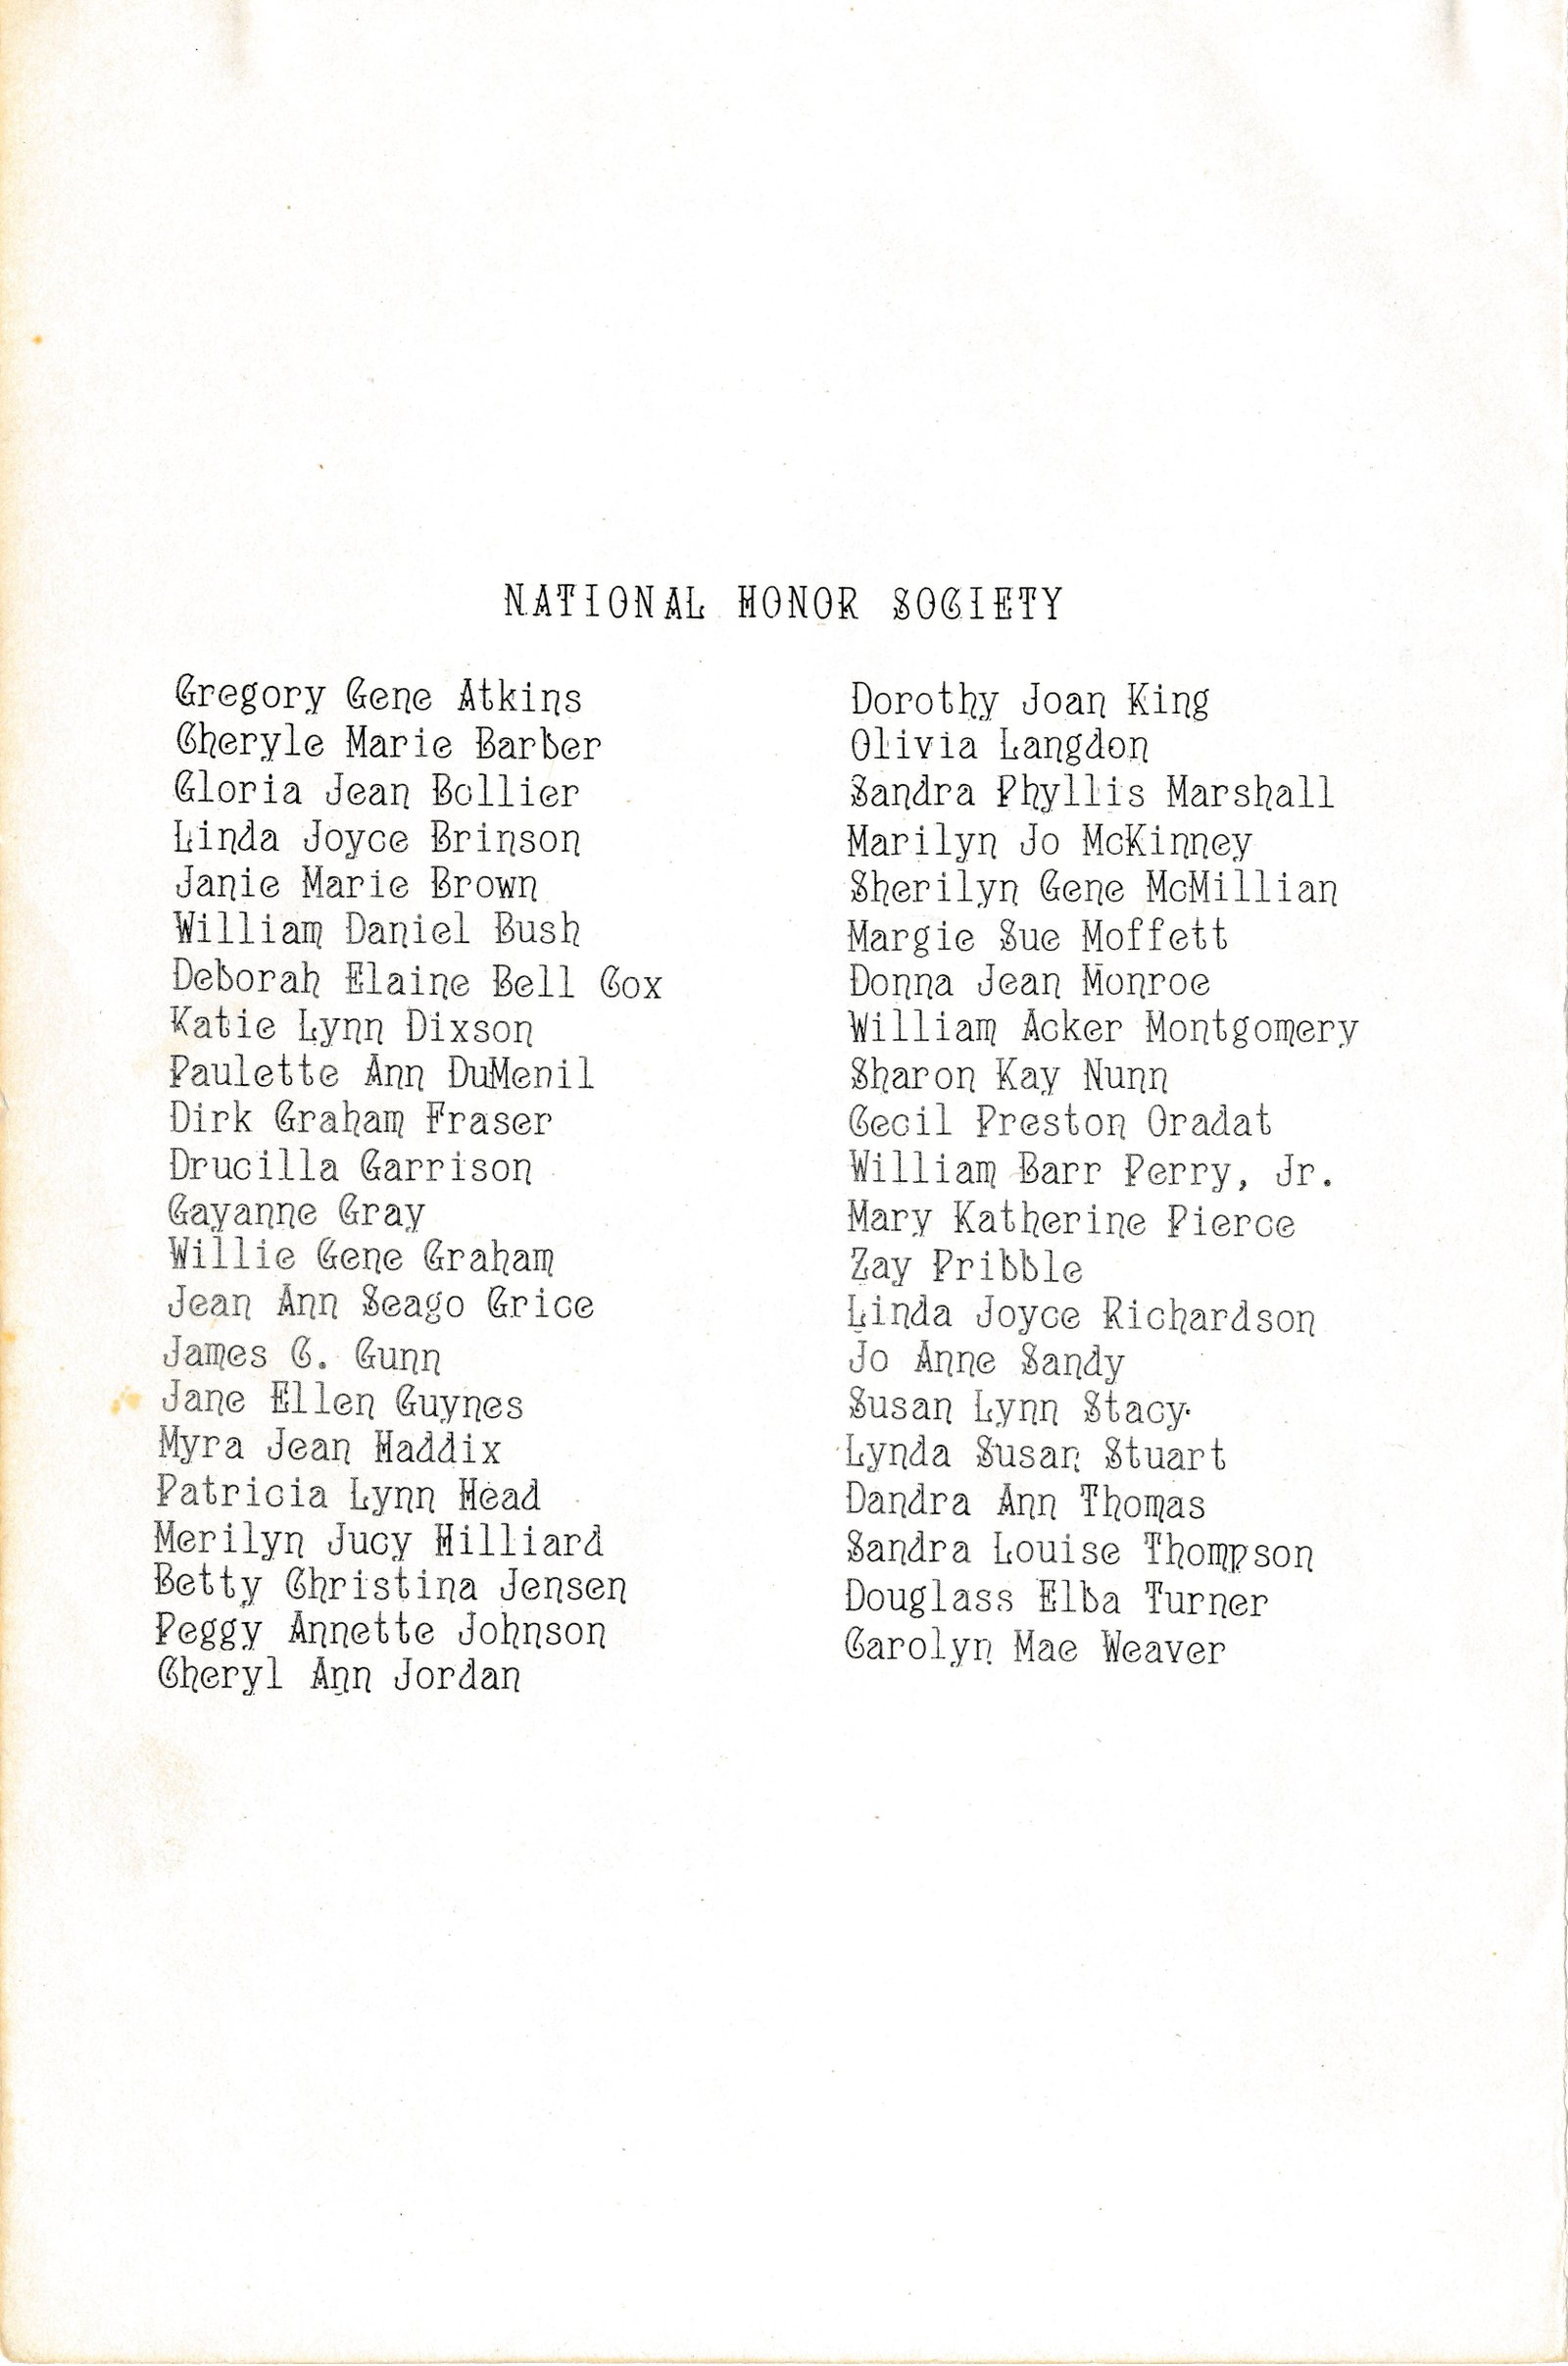 NATIONAL HONOR SOCIETY
Gregory Gene Atkins
Cheryle Marie Barber
Gloria Jean Bollier
Linda Joyce Brinson
Janie Marie Brown
William Daniel Bush
Deborah Elaine Bell Cox
Katie Lynn Dixson
Paulette Ann DuMenil
Dirk Graham Fraser
Drucilla Garrison
Gayanne Gray
Willie Gene Graham
Jean Ann Seago Grice
James C. Gunn
Jane Ellen Guynes
Myra Jean Haddix
Patricia Lynn Head
Merilyn Jucy Hilliard
Betty Christina Jensen
Peggy Annette Johnson
Cheryl Ann Jordan
Dorothy Joan King
Olivia Langdon
Sandra Phyllis Marshall
Marilyn Jo McKinney
Sherilyn Gene McMillian
Margie Sue Moffett
Donna Jean Monroe
William Acker Montgomery
Sharon Kay Nunn
Cecil Preston Oradat
William Barr Perry, Jr.
Mary Katherine Pierce
Zay Pribble
Linda Joyce Richardson
Jo Anne Sandy
Susan Lynn Stacy
Lynda Susan Stuart
Dandra Ann Thomas
Sandra Louise Thompson
Douglass Elba Turner
Carolyn Mae Weaver